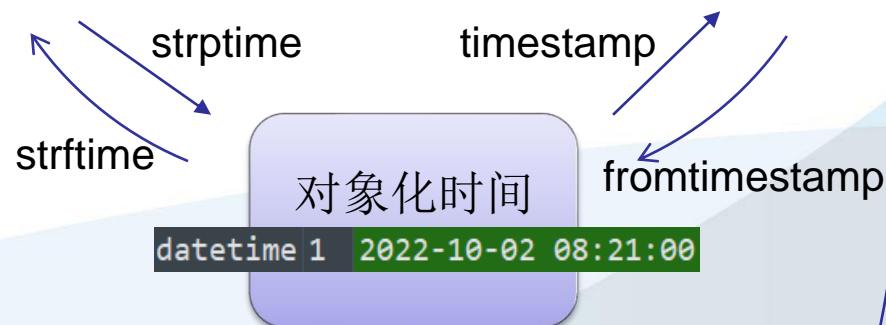 strptime
timestamp
strftime
对象化时间
fromtimestamp
datetime 1 2022-10-02 08:21:00